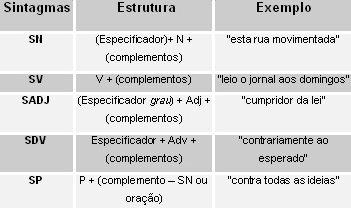 Sintagmas Estrutura Exemplo
SN (Especificador)+ N + (complementos) "esta rua movimentada"
SV V + (complementos) "leio o jornal aos domingos"
SADJ (Especificador grau) + Adj + (complementos) "cumpridor da lei"
SDV Especificador + Adv + (complementos) "contrariamente ao esperado"
SP P + (complemento – SN ou oração) "contra todas as ideias"